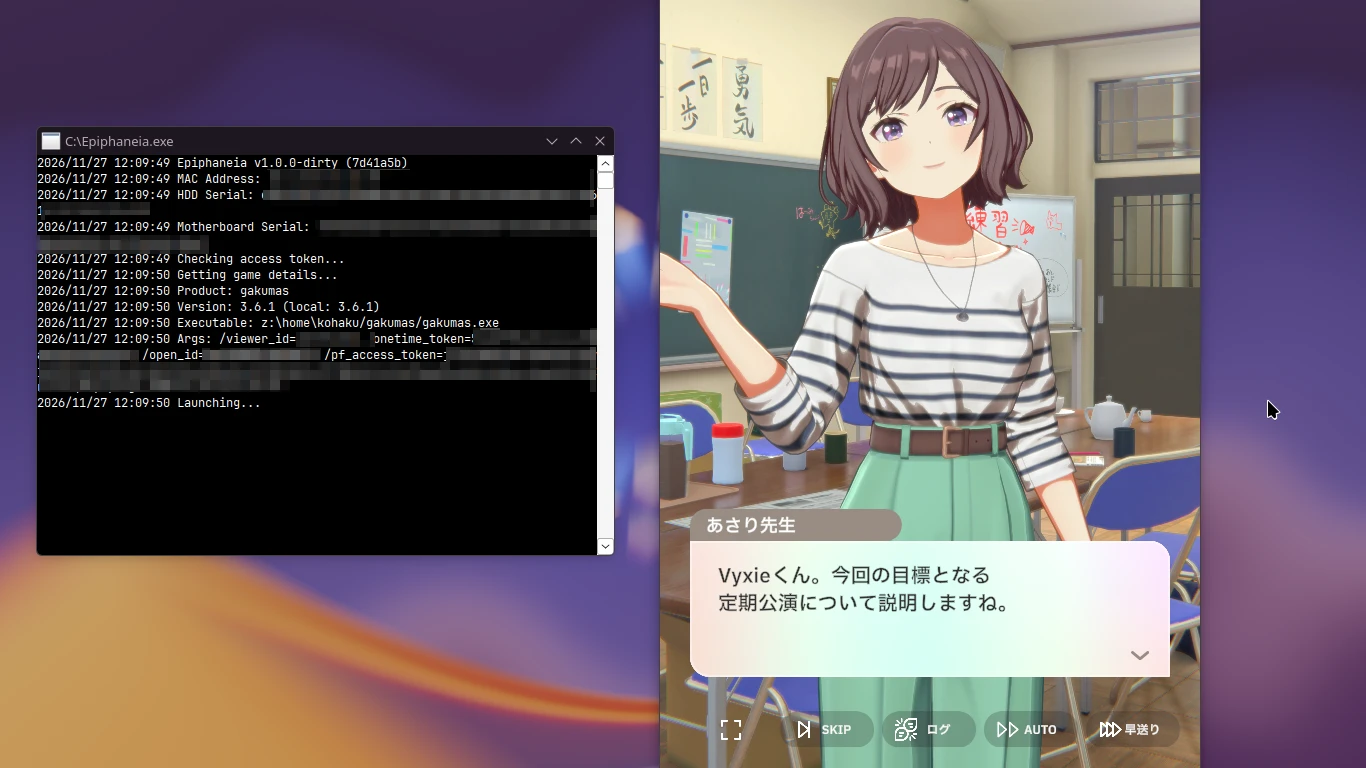 C:\Epiphaneia.exe
2026/11/27 12:09:49 Epiphaneia v1.0.0-dirty (7d41a5b)
2026/11/27 12:09:49 MAC Address:
2026/11/27 12:09:49 HDD Serial:
2026/11/27 12:09:49 Motherboard Serial:
2026/11/27 12:09:49 Checking access token...
2026/11/27 12:09:50 Getting game details...
2026/11/27 12:09:50 Product: gakumas
2026/11/27 12:09:50 Version: 3.6.1 (local: 3.6.1)
2026/11/27 12:09:50 Executable: z:\home\kohaku/gakumas/gakumas.exe
2026/11/27 12:09:50 Args: /viewer_id= onetime_token=
/open_id= /pf_access_token=
2026/11/27 12:09:50 Launching...
一日一歩
勇気
練習
あさり先生
Vyxieくん。今回の目標となる
定期公演について説明しますね。
SKIP
ログ
AUTO
早送り